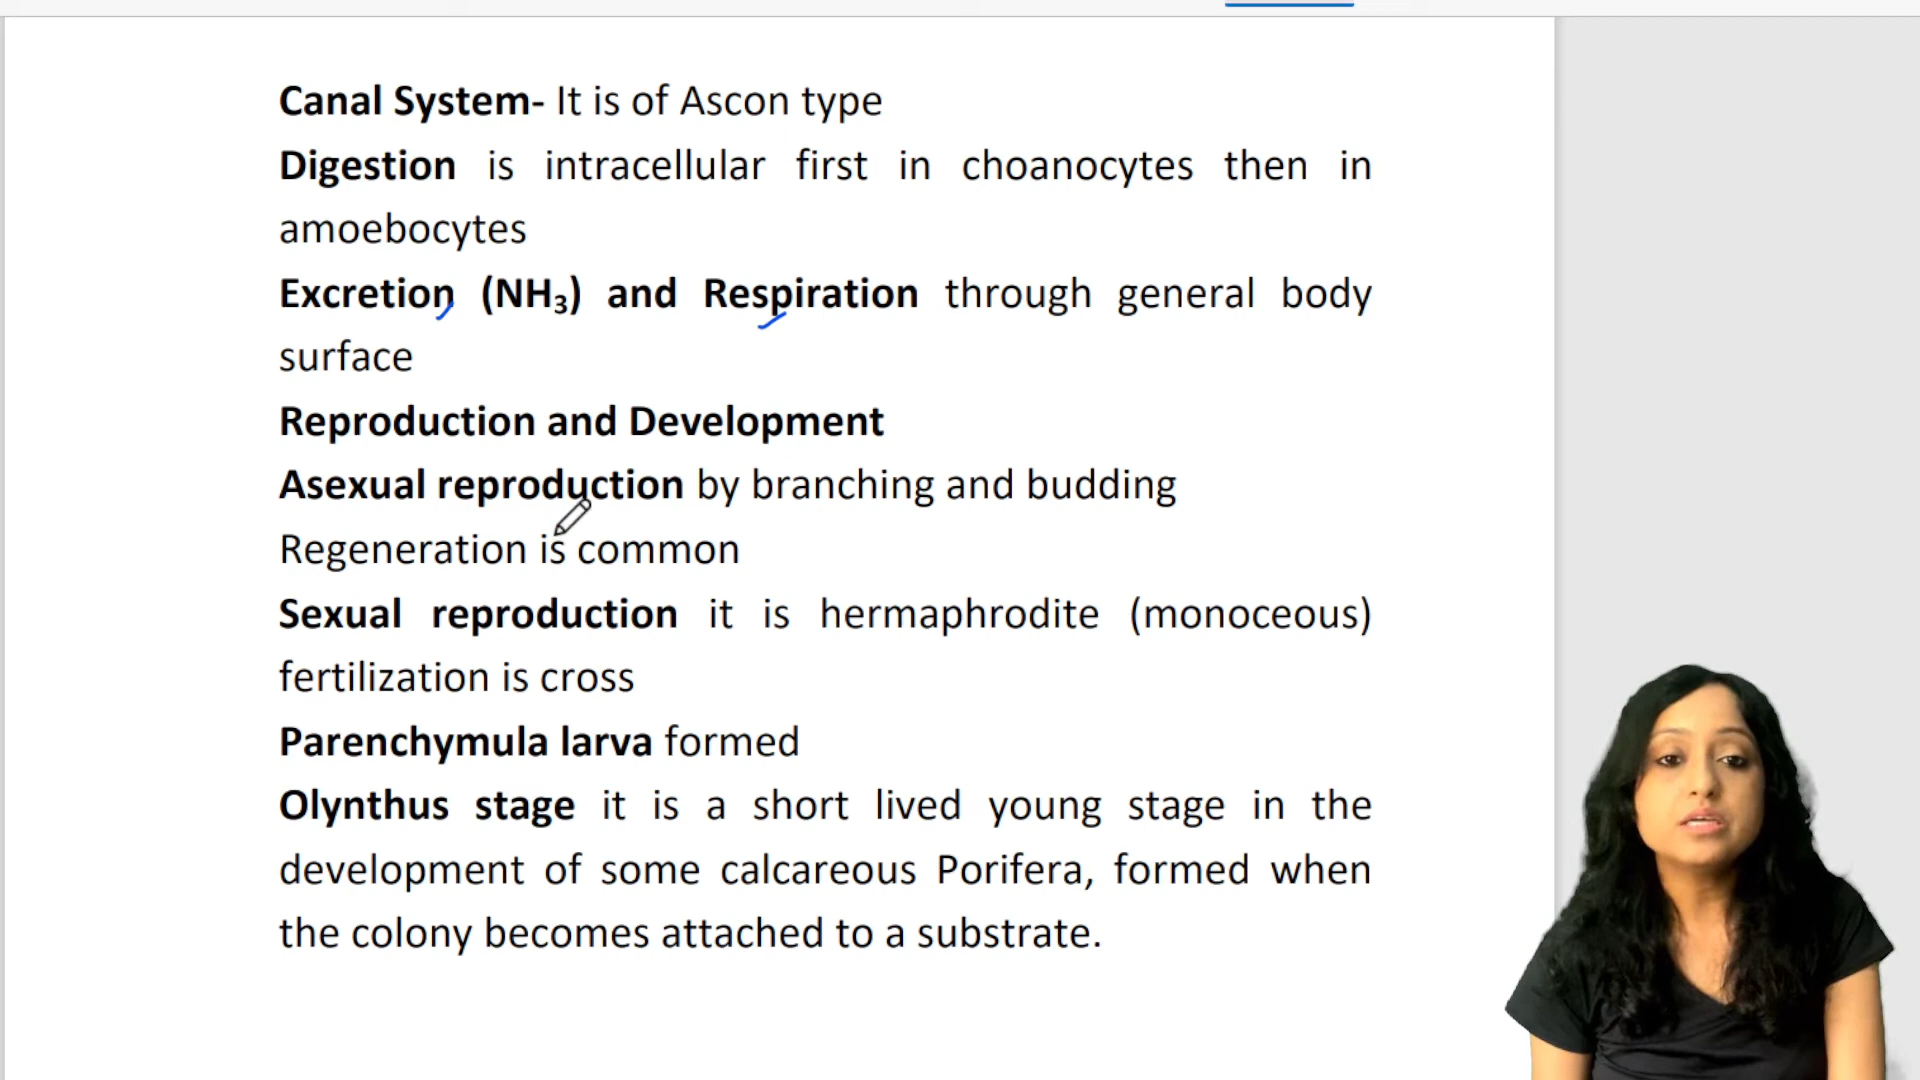 Canal System- It is of Ascon type
Digestion is intracellular first in choanocytes then in
amoebocytes
Excretion (NH₃) and Respiration through general body
surface
Reproduction and Development
Asexual reproduction by branching and budding
Regeneration is common
Sexual reproduction it is hermaphrodite (monoceous)
fertilization is cross
Parenchymula larva formed
Olynthus stage it is a short lived young stage in the
development of some calcareous Porifera, formed when
the colony becomes attached to a substrate.